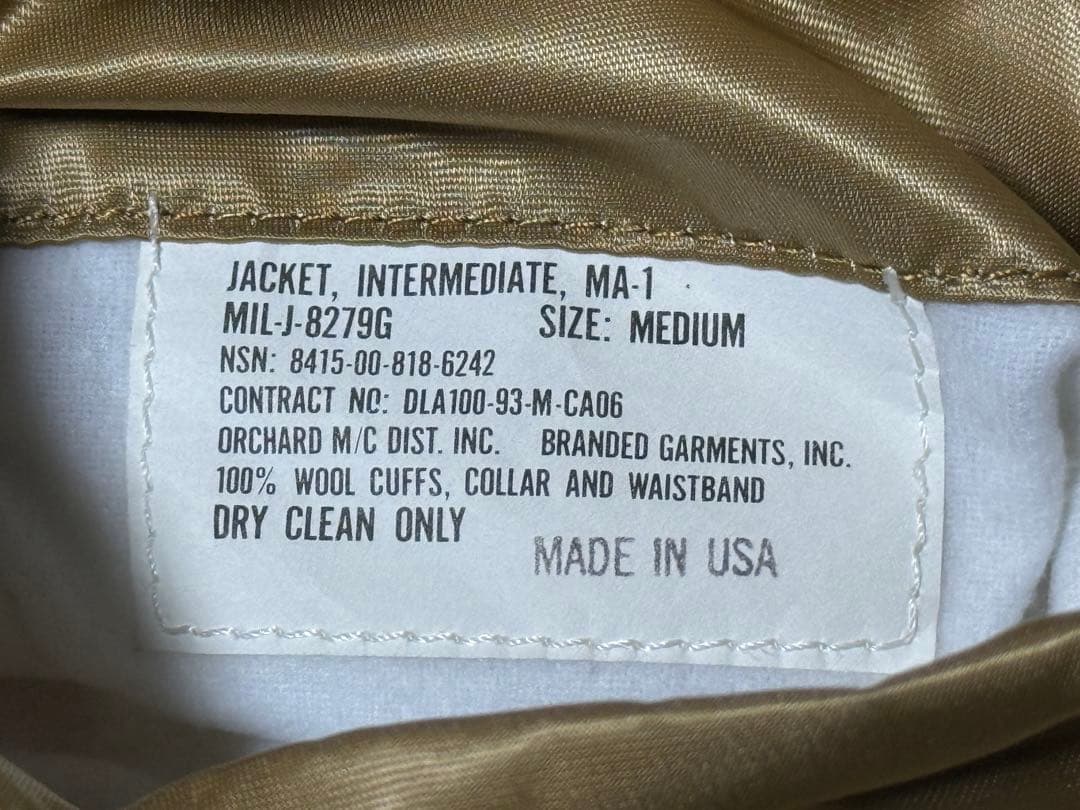 JACKET, INTERMEDIATE, MA-1
MIL-J-8279G SIZE: MEDIUM
NSN: 8415-00-818-6242
CONTRACT NO: DLA100-93-M-CA06
ORCHARD M/C DIST. INC. BRANDED GARMENTS, INC.
100% WOOL CUFFS, COLLAR AND WAISTBAND
DRY CLEAN ONLY
MADE IN USA